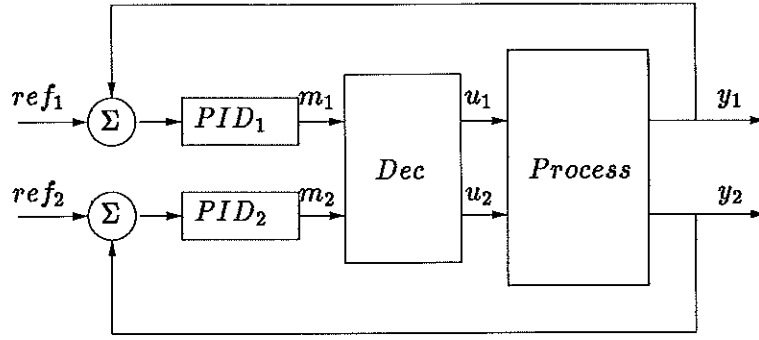 ref₁ Σ PID₁ m₁ u₁ y₁
Dec Process
ref₂ Σ PID₂ m₂ u₂ y₂